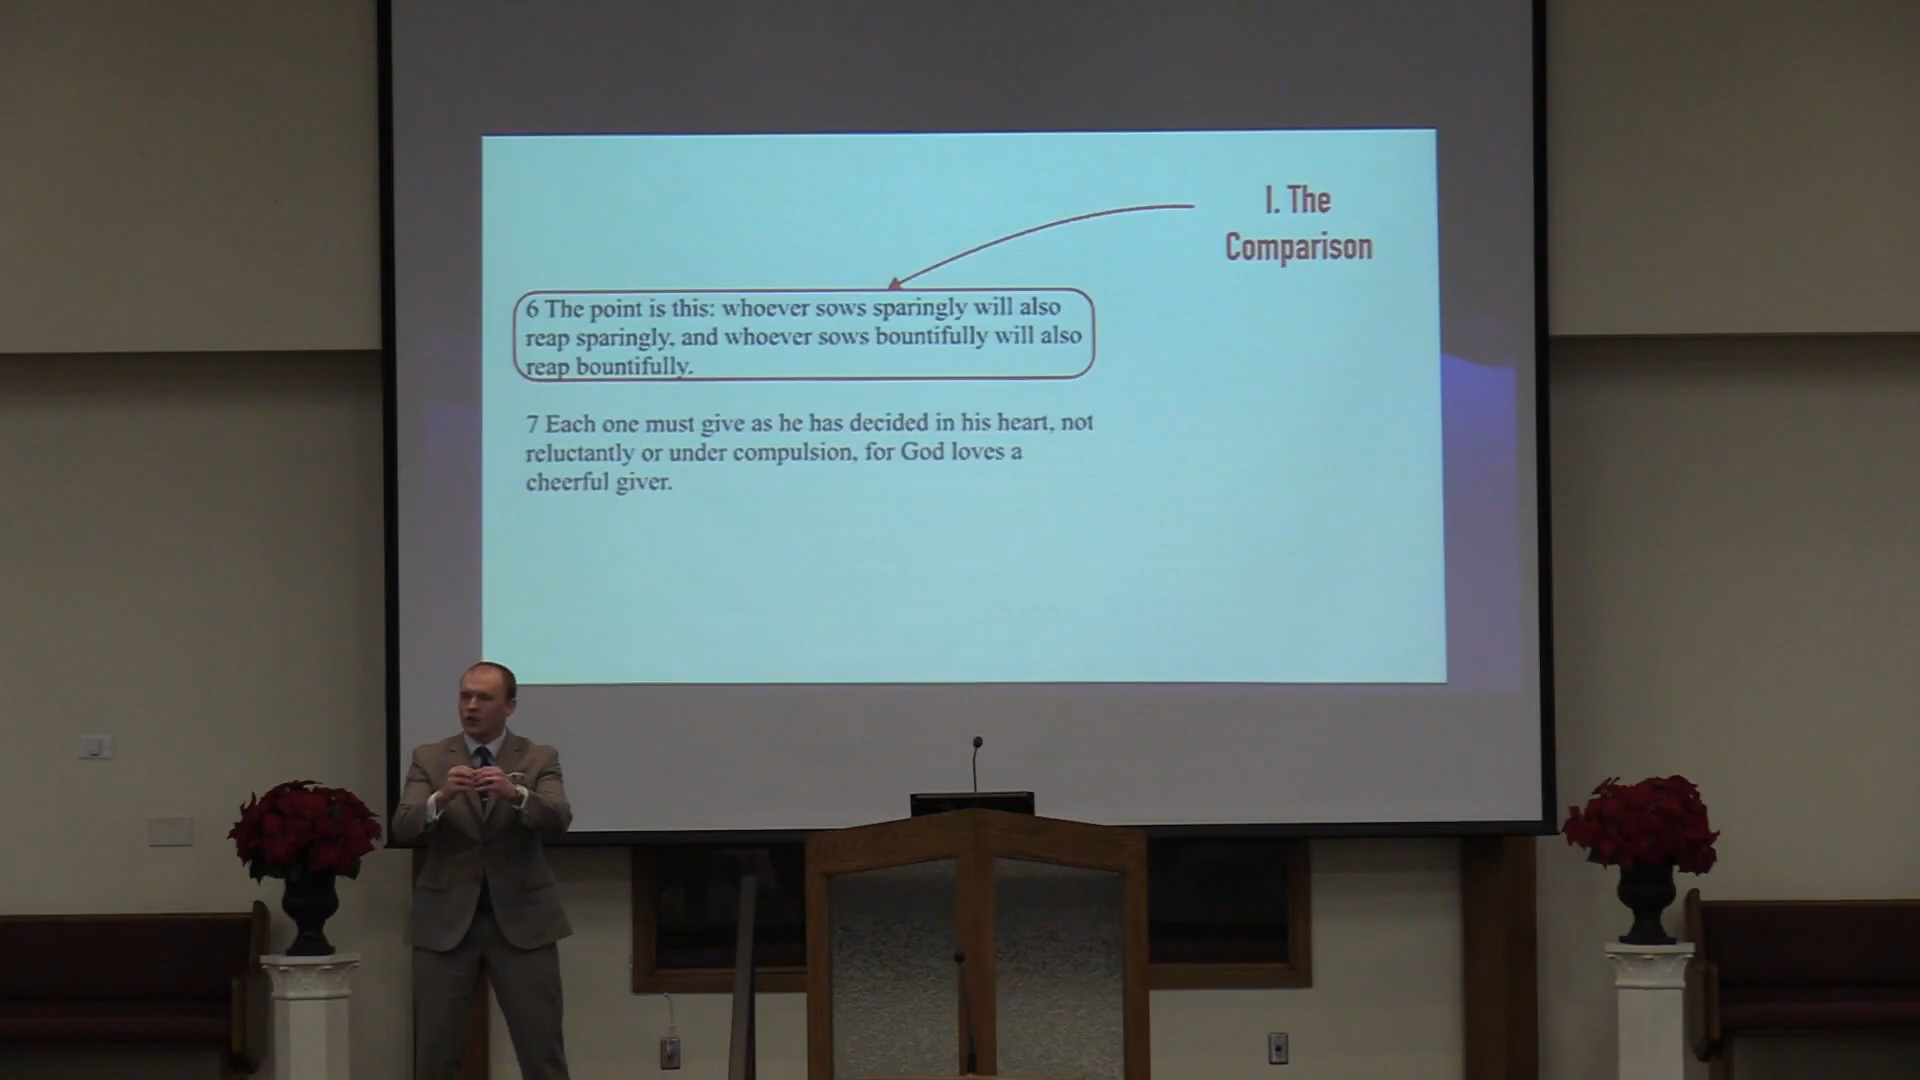 I. The
Comparison
6 The point is this: whoever sows sparingly will also
reap sparingly, and whoever sows bountifully will also
reap bountifully.
7 Each one must give as he has decided in his heart, not
reluctantly or under compulsion, for God loves a
cheerful giver.